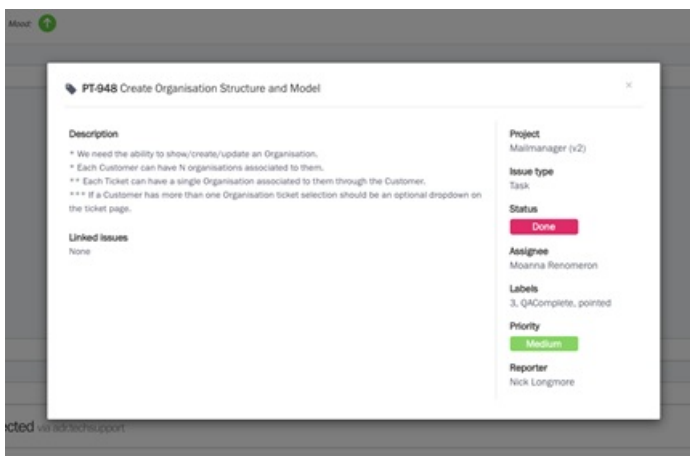 Mood:
PT-948 Create Organisation Structure and Model
×
Description
* We need the ability to show/create/update an Organisation.
* Each Customer can have N organisations associated to them.
** Each Ticket can have a single Organisation associated to them through the Customer.
*** If a Customer has more than one Organisation ticket selection should be an optional dropdown on
the ticket page.
Linked issues
None
Project
Mailmanager (v2)
Issue type
Task
Status
Done
Assignee
Moanna Renomeron
Labels
3, QAComplete, pointed
Priority
Medium
Reporter
Nick Longmore
ected via adr.techsupport